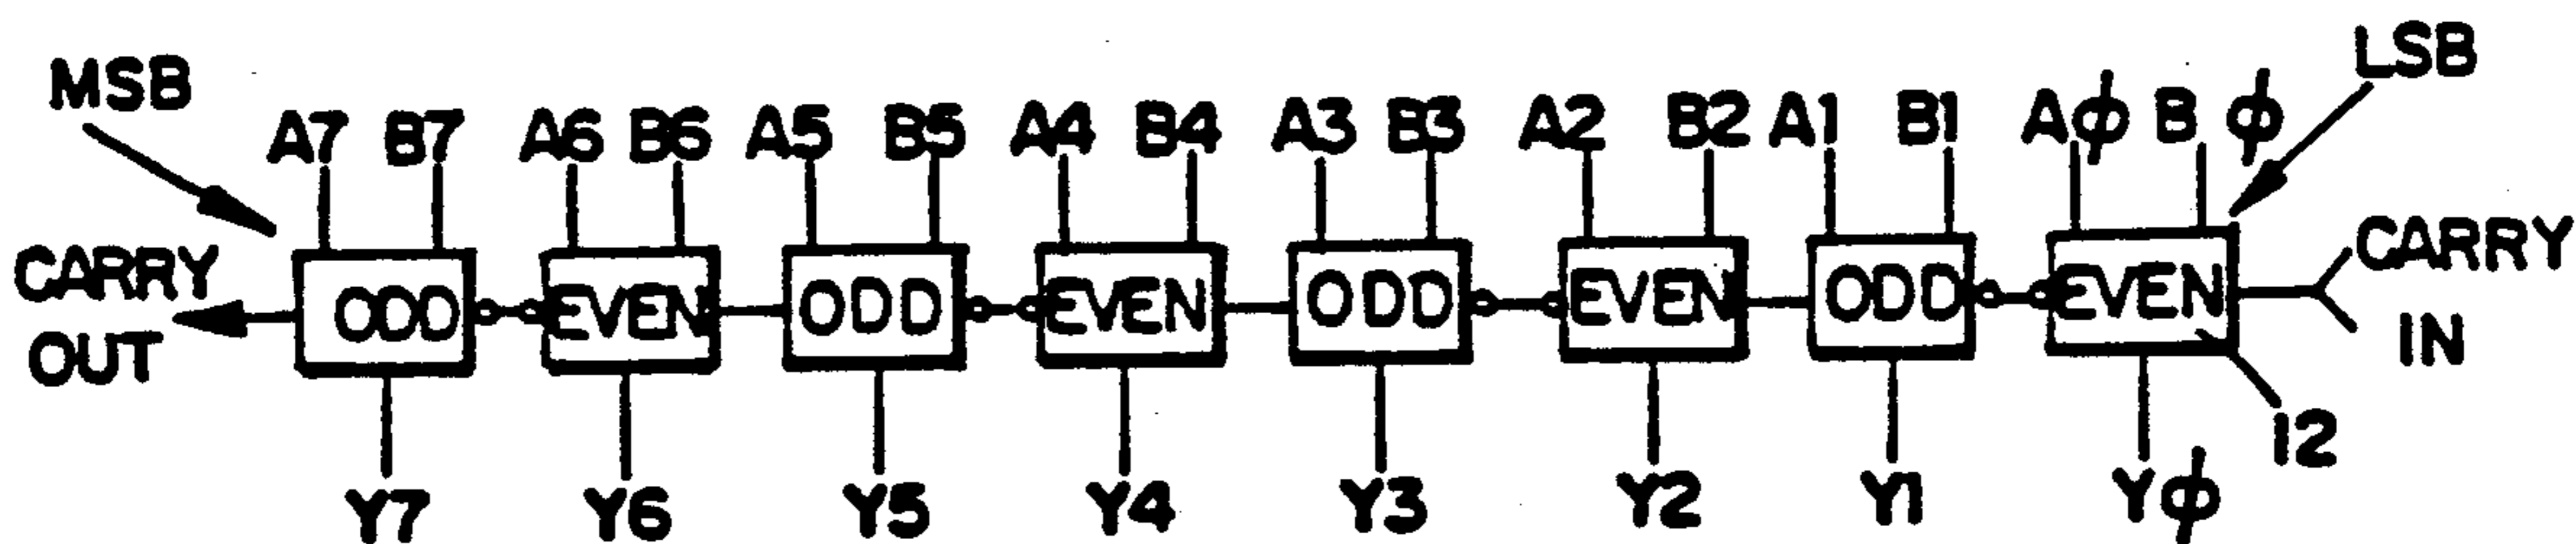 MSB
LSB
A7 B7 A6 B6 A5 B5 A4 B4 A3 B3 A2 B2 A1 B1 Aϕ B ϕ
CARRY OUT
ODD EVEN ODD EVEN ODD EVEN ODD EVEN
CARRY IN
12
Y7 Y6 Y5 Y4 Y3 Y2 Y1 Yϕ